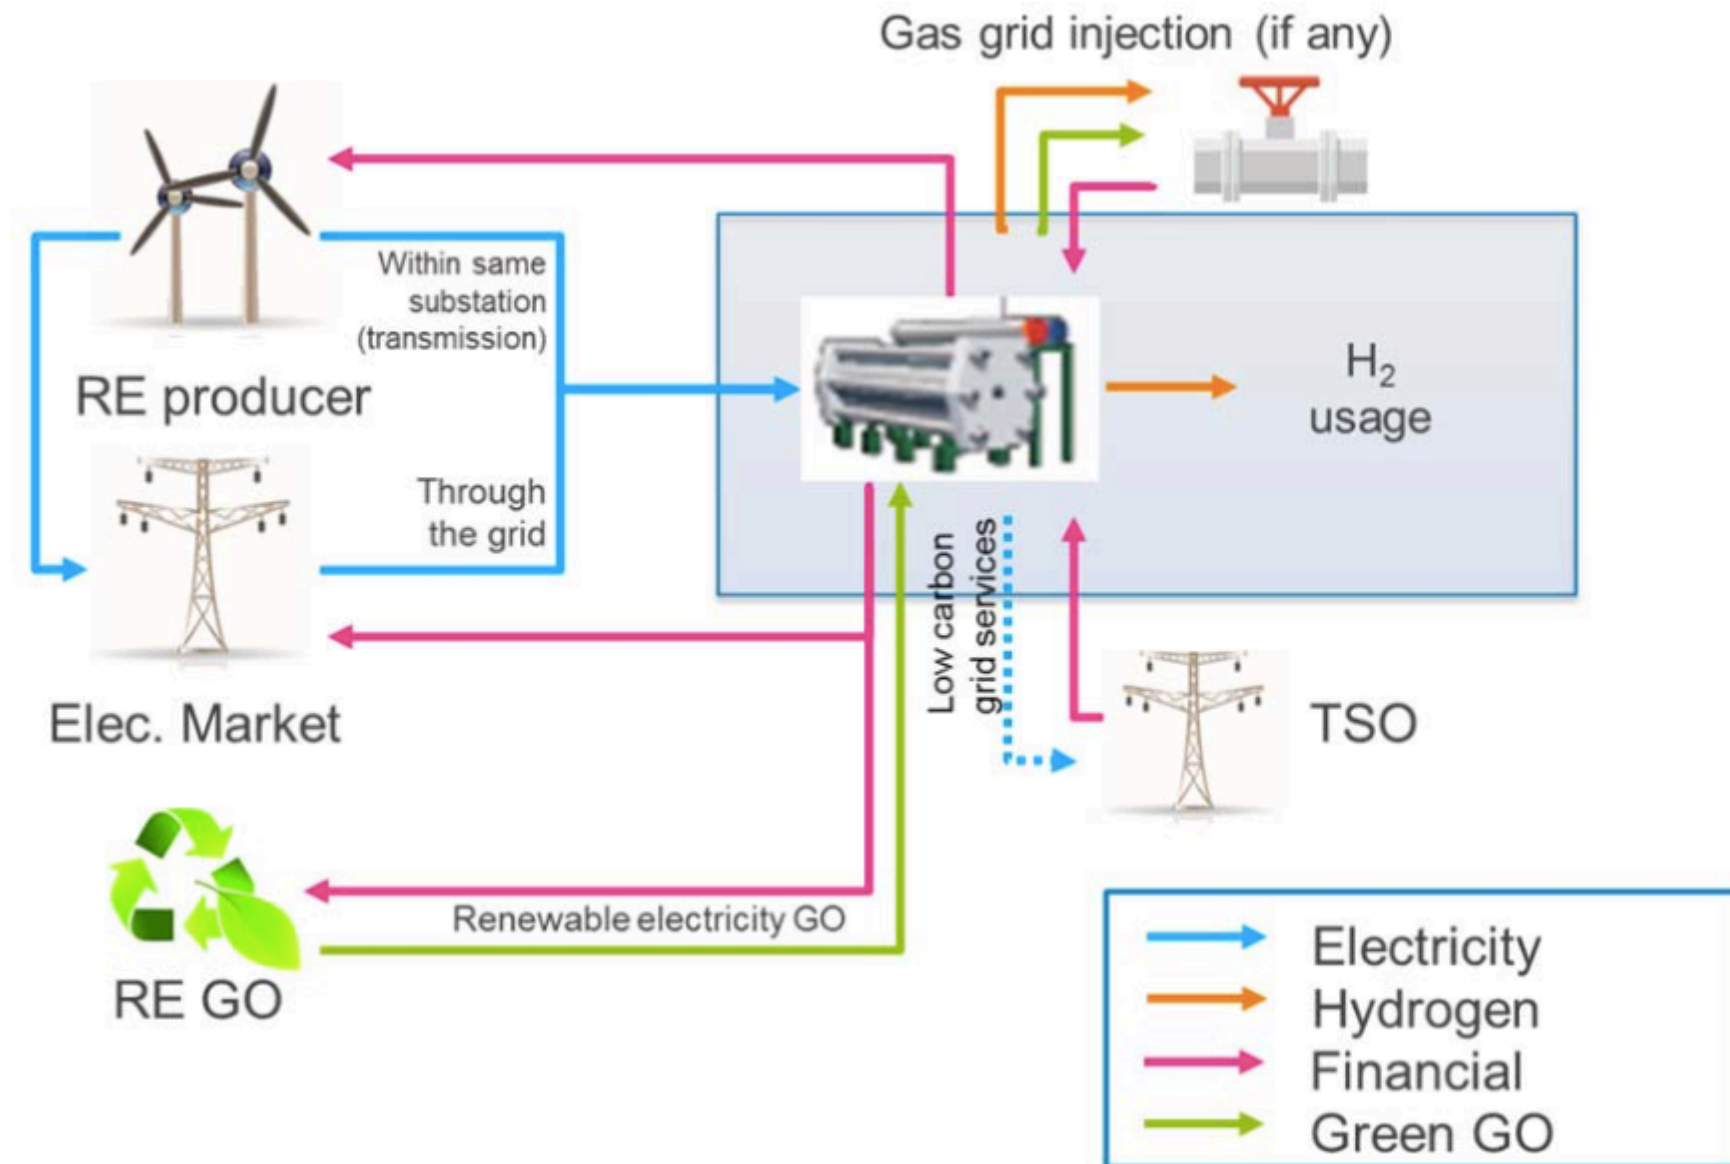 Gas grid injection (if any)
Within same
substation
(transmission)
RE producer
H₂
usage
Through
the grid
Low carbon
grid services
Elec. Market
TSO
Renewable electricity GO
RE GO
Electricity
Hydrogen
Financial
Green GO